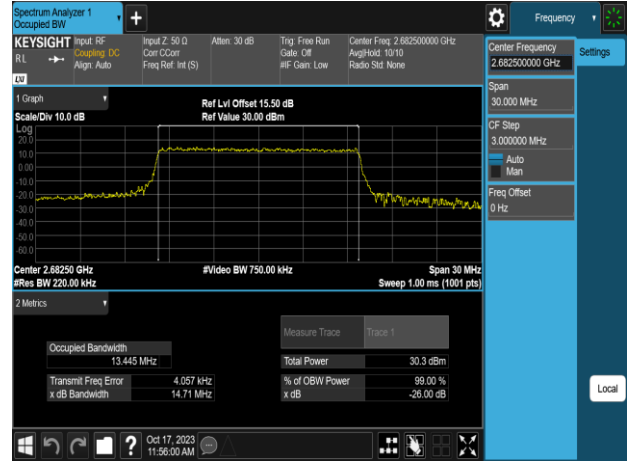 Spectrum Analyzer 1
Occupied BW
Frequency
KEYSIGHT
RL
LXI
Input: RF
Coupling: DC
Align: Auto
Input Z: 50 Ω
Corr CCorr
Freq Ref: Int (S)
Atten: 30 dB
Trig: Free Run
Gate: Off
#IF Gain: Low
Center Freq: 2.682500000 GHz
Avg|Hold: 10/10
Radio Std: None
Center Frequency
2.682500000 GHz
Settings
Span
30.000 MHz
CF Step
3.000000 MHz
Auto
Man
Freq Offset
0 Hz
Local
1 Graph
Scale/Div 10.0 dB
Ref Lvl Offset 15.50 dB
Ref Value 30.00 dBm
Log
20.0
10.0
0.00
-10.0
-20.0
-30.0
-40.0
-50.0
-60.0
Center 2.68250 GHz
#Video BW 750.00 kHz
Span 30 MHz
#Res BW 220.00 kHz
Sweep 1.00 ms (1001 pts)
2 Metrics
Measure Trace
Trace 1
Occupied Bandwidth
13.445 MHz
Total Power
30.3 dBm
Transmit Freq Error
4.057 kHz
% of OBW Power
99.00 %
x dB Bandwidth
14.71 MHz
x dB
-26.00 dB
Oct 17, 2023
11:56:00 AM